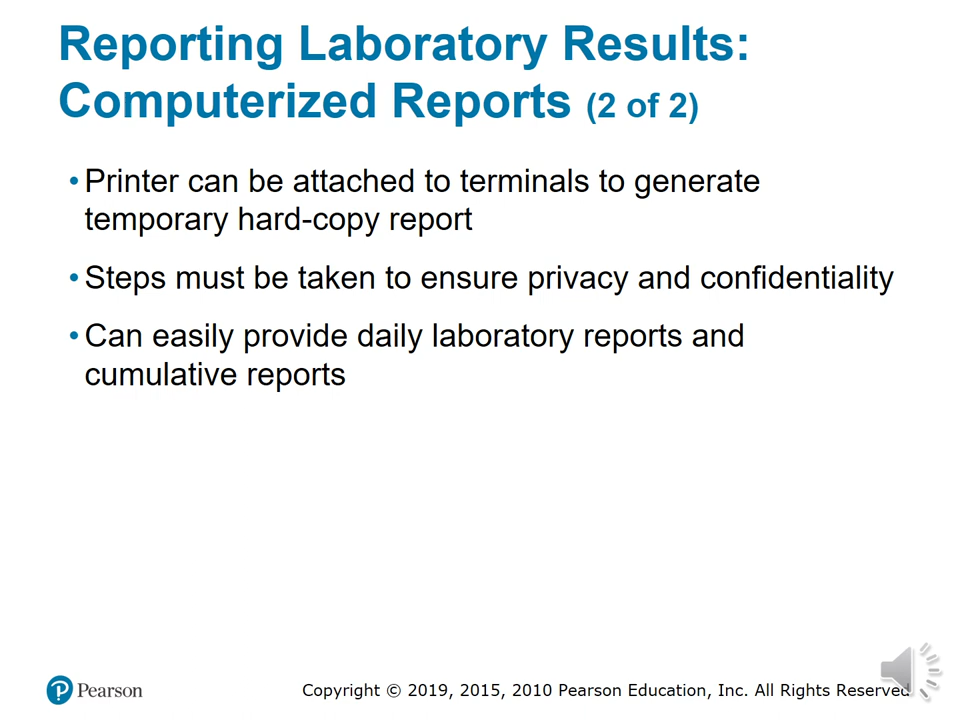 Reporting Laboratory Results:
Computerized Reports (2 of 2)
• Printer can be attached to terminals to generate
temporary hard-copy report
• Steps must be taken to ensure privacy and confidentiality
• Can easily provide daily laboratory reports and
cumulative reports
Pearson
Copyright © 2019, 2015, 2010 Pearson Education, Inc. All Rights Reserved